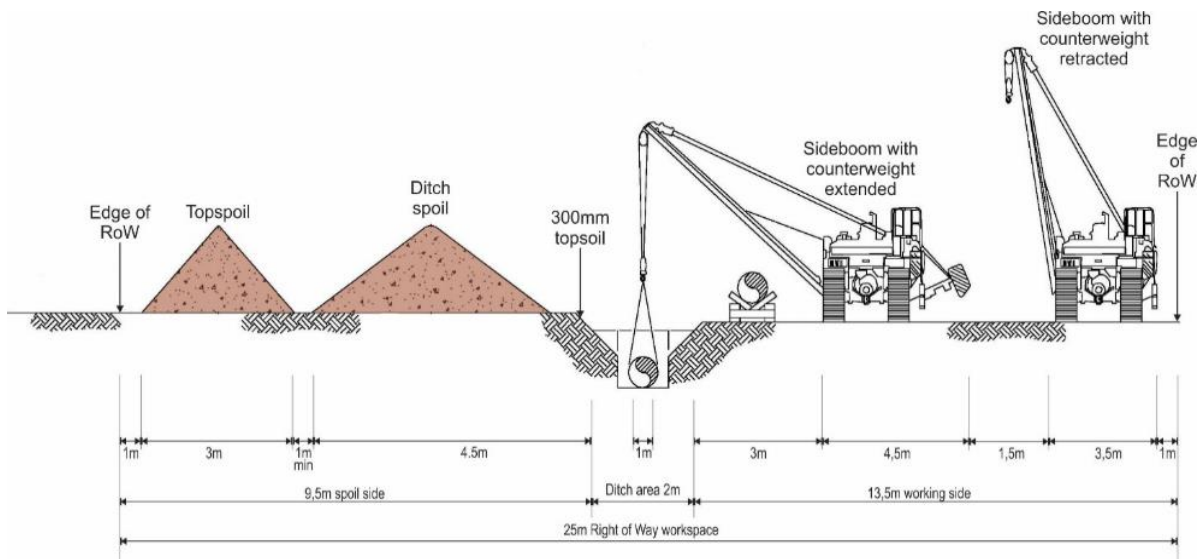 Sideboom with
counterweight
retracted
Sideboom with
counterweight
extended
Edge
of
RoW
Ditch
spoil
Edge of
RoW
Topspoil
300mm
topsoil
1m
3m
1m
min
4.5m
1m
3m
4,5m
1,5m
3,5m
1m
9,5m spoil side
Ditch area 2m
13,5m working side
25m Right of Way workspace